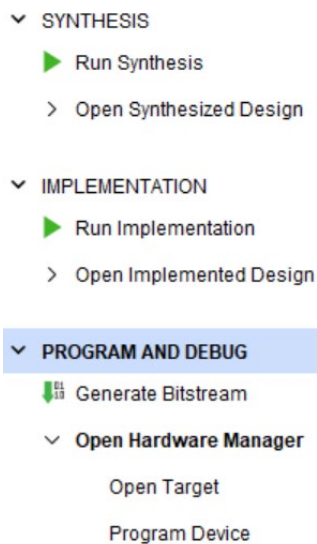 SYNTHESIS
Run Synthesis
Open Synthesized Design
IMPLEMENTATION
Run Implementation
Open Implemented Design
PROGRAM AND DEBUG
Generate Bitstream
Open Hardware Manager
Open Target
Program Device